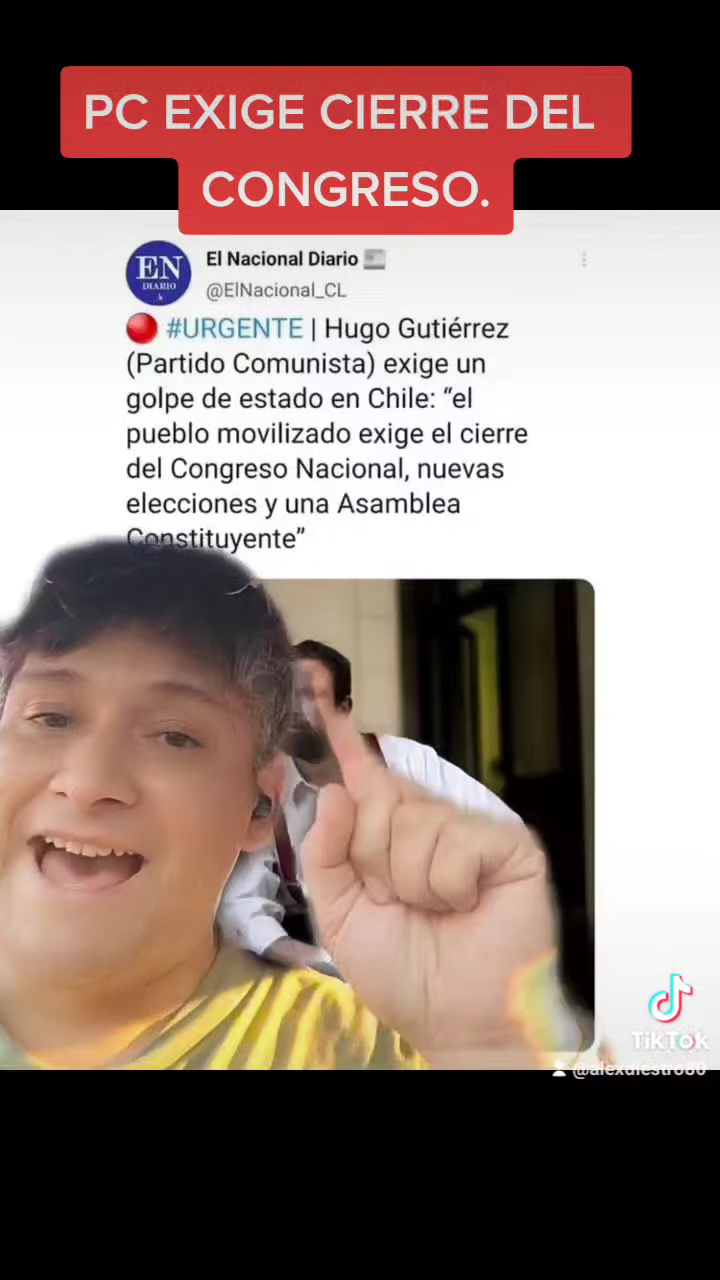 PC EXIGE CIERRE DEL
CONGRESO.
EN
DIARIO
El Nacional Diario
@ElNacional_CL
#URGENTE | Hugo Gutiérrez
(Partido Comunista) exige un
golpe de estado en Chile: “el
pueblo movilizado exige el cierre
del Congreso Nacional, nuevas
elecciones y una Asamblea
Constituyente”
TikTok
@alexdiestro80